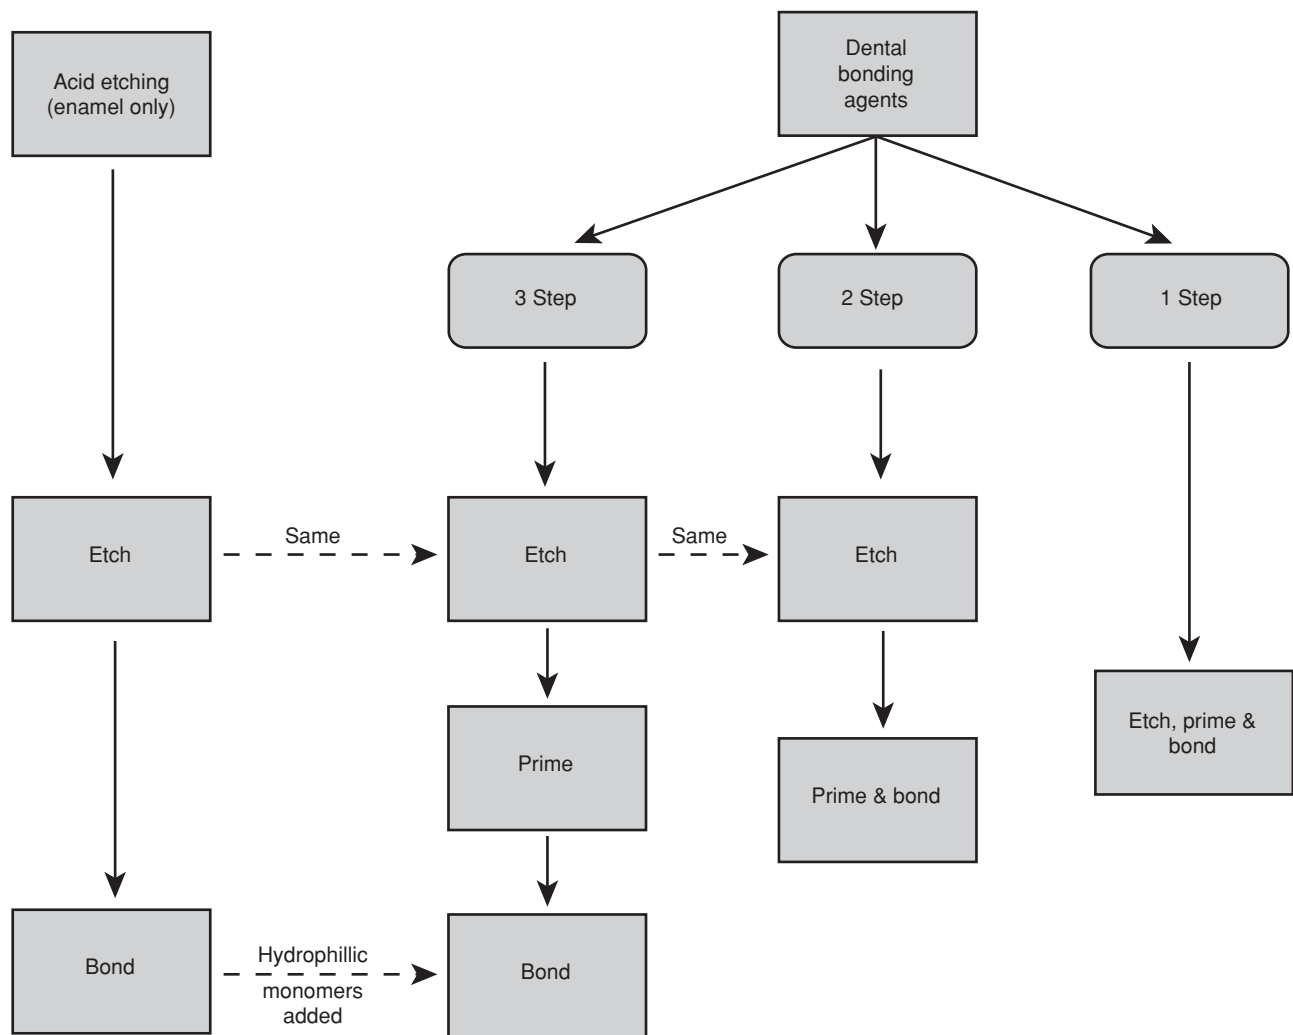 Acid etching
(enamel only)
Dental
bonding
agents
3 Step
2 Step
1 Step
Etch
Same
Etch
Same
Etch
Etch, prime &
bond
Prime
Prime & bond
Bond
Hydrophillic
monomers
added
Bond